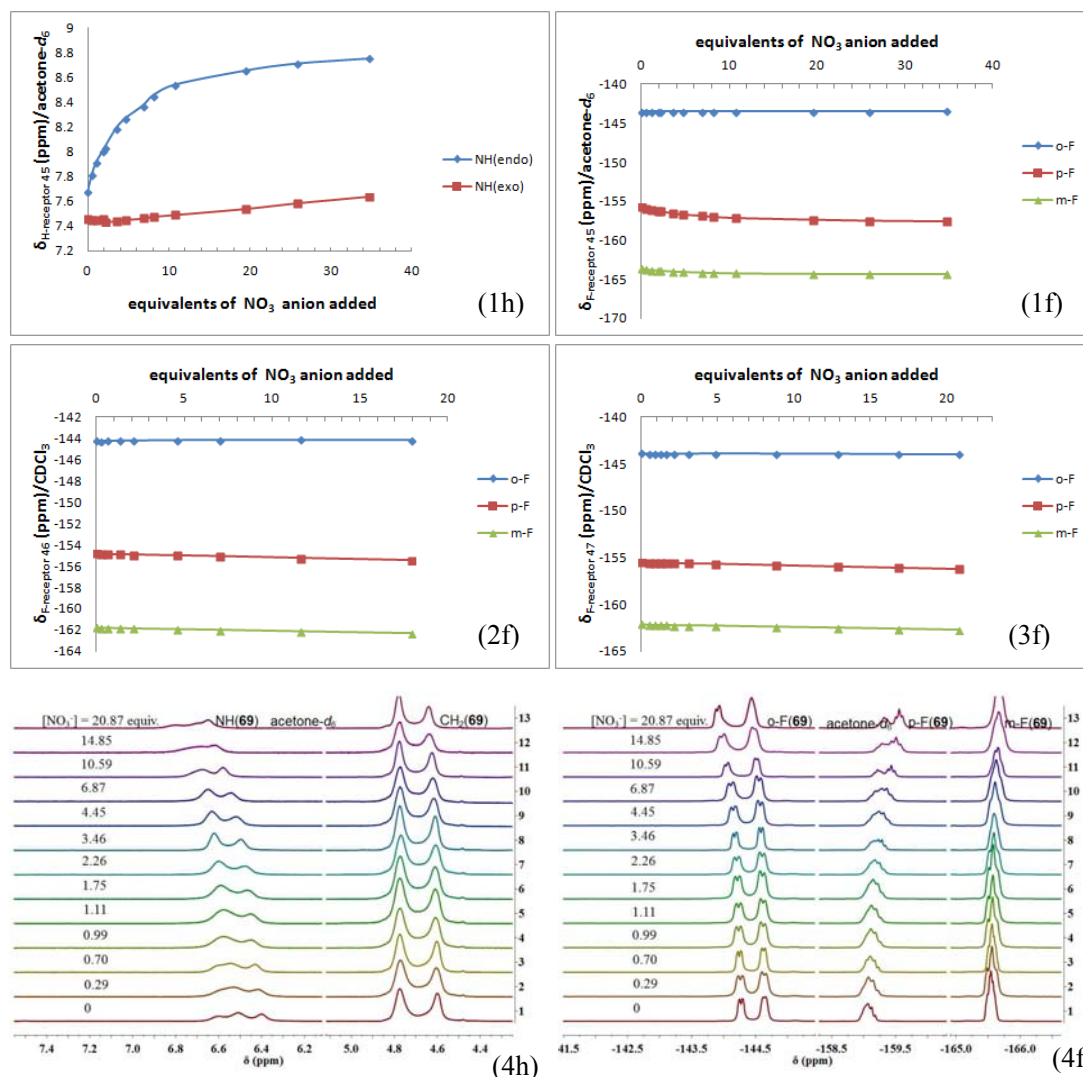 9
8.8
8.6
8.4
8.2
8
7.8
7.6
7.4
7.2
0 10 20 30 40
δH-receptor 45 (ppm)/acetone-d6
equivalents of NO3 anion added
NH(endo)
NH(exo)
(1h)
equivalents of NO3 anion added
0 10 20 30 40
-140
-145
-150
-155
-160
-165
-170
δF-receptor 45 (ppm)/acetone-d6
o-F
p-F
m-F
(1f)
equivalents of NO3 anion added
0 5 10 15 20
-142
-144
-146
-148
-150
-152
-154
-156
-158
-160
-162
-164
δF-receptor 46 (ppm)/CDCl3
o-F
p-F
m-F
(2f)
equivalents of NO3 anion added
0 5 10 15 20
-140
-145
-150
-155
-160
-165
δF-receptor 47 (ppm)/CDCl3
o-F
p-F
m-F
(3f)
[NO3-] = 20.87 equiv. NH(69) acetone-d6 CH2(69)
14.85
10.59
6.87
4.45
3.46
2.26
1.75
1.11
0.99
0.70
0.29
0
13
12
11
10
9
8
7
6
5
4
3
2
1
7.4 7.2 7.0 6.8 6.6 6.4 6.2 5.0 4.8 4.6 4.4
δ (ppm)
(4h)
[NO3-] = 20.87 equiv. o-F(69) acetone-d6 p-F(69) m-F(69)
14.85
10.59
6.87
4.45
3.46
2.26
1.75
1.11
0.99
0.70
0.29
0
13
12
11
10
9
8
7
6
5
4
3
2
1
41.5 -142.5 -143.5 -144.5 -158.5 -159.5 -165.0 -166.0
δ (ppm)
(4f